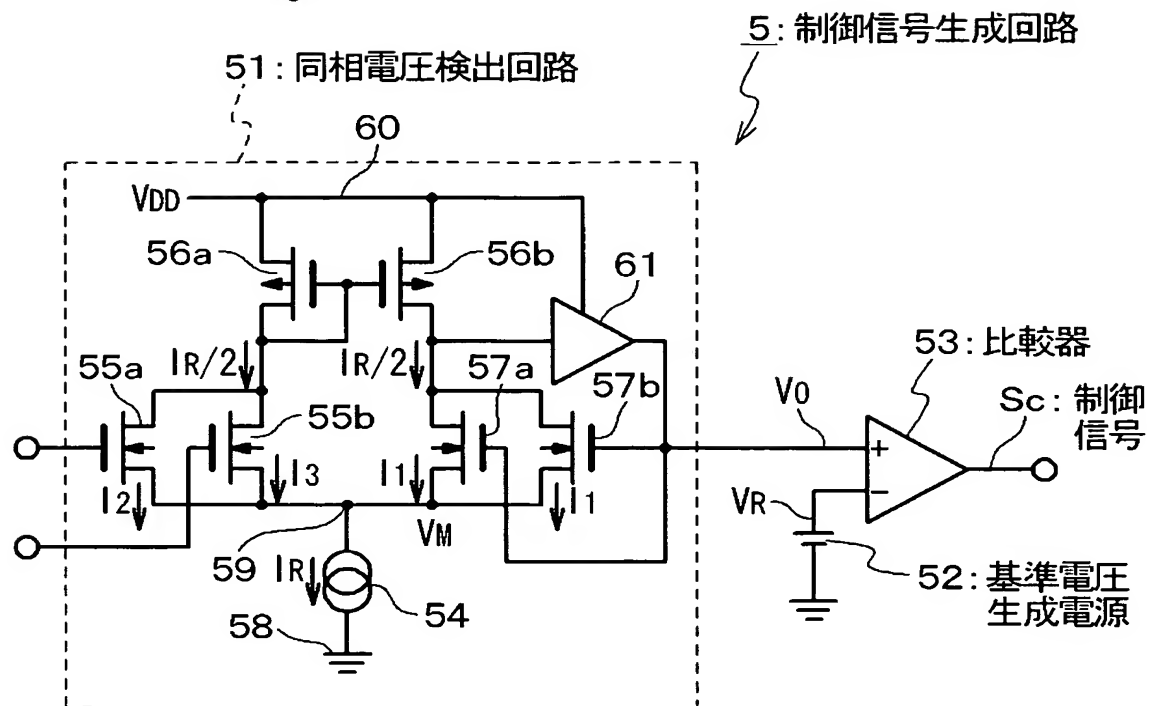 5:制御信号生成回路
51:同相電圧検出回路
60
VDD
56a
56b
61
53:比較器
IR/2
IR/2
55a
57a
57b
VO
Sc:制御
信号
55b
+
−
I2
I3
I1
I1
VR
VM
59
IR
54
52:基準電圧
生成電源
58